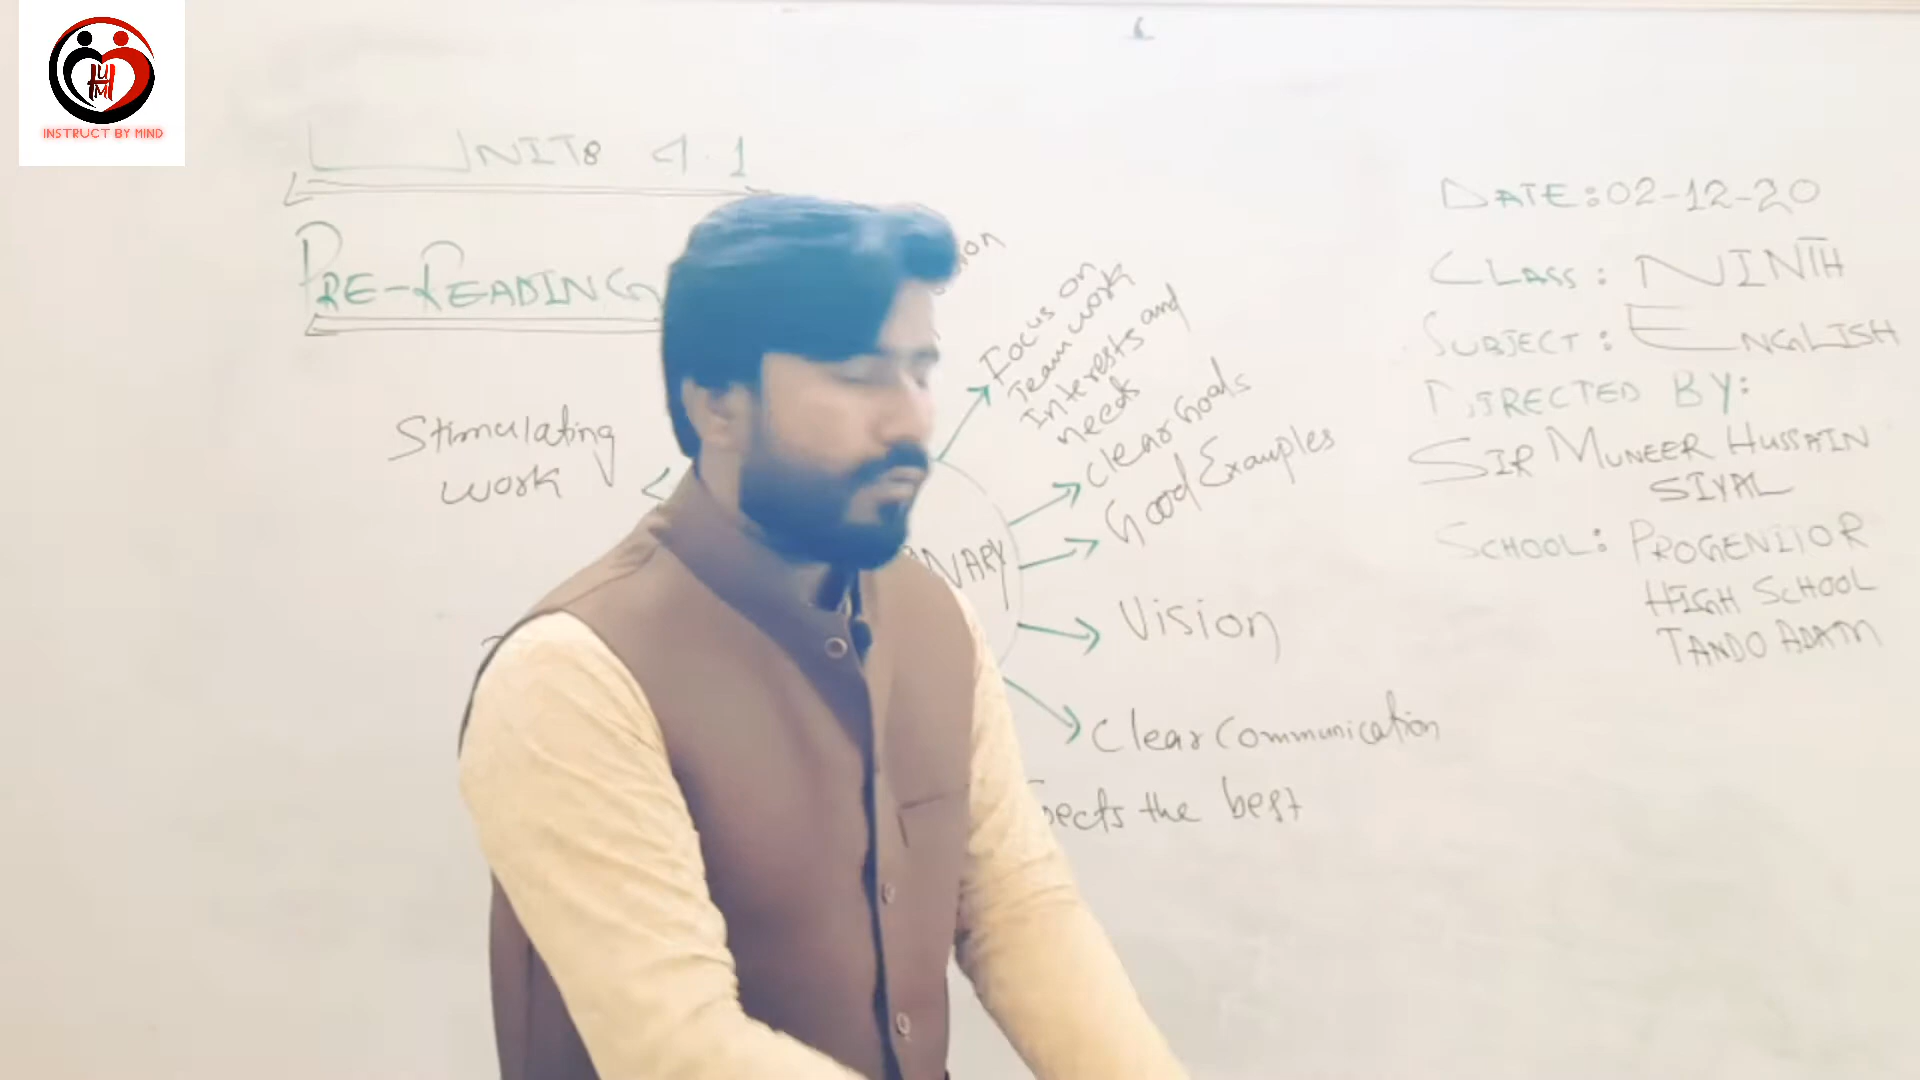 INSTRUCT BY MIND
UNIT: 4.1
PRE-READING
Stimulating
work
Focus on
Team work
Interests and
needs
Clear Goals
Good Examples
Vision
Clear Communication
the best
DATE: 02-12-20
CLASS: NINTH
SUBJECT: ENGLISH
DIRECTED BY:
SIR MUNEER HUSSAIN
SIYAL
SCHOOL: PROGENITOR
HIGH SCHOOL
TANDO ADAM